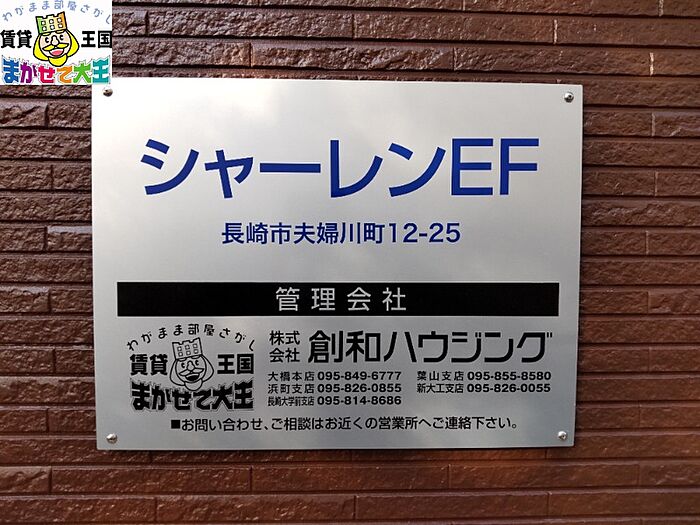 わがまま部屋さがし
賃貸 王国
まかせて大王
シャーレンEF
長崎市夫婦川町12-25
管理会社
わがまま部屋さがし
賃貸 王国
まかせて大王
株式会社 創和ハウジング
大橋本店 095-849-6777 葉山支店 095-855-8580
浜町支店 095-826-0855 新大工支店 095-826-0055
長崎大学前支店 095-814-8686
■お問い合わせ、ご相談はお近くの営業所へご連絡下さい。